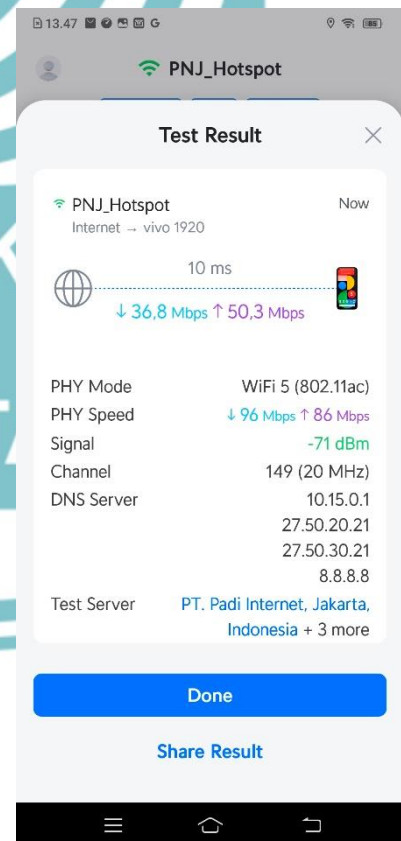 13.47
PNJ_Hotspot
Test Result
PNJ_Hotspot Now
Internet → vivo 1920
10 ms
↓ 36,8 Mbps ↑ 50,3 Mbps
PHY Mode WiFi 5 (802.11ac)
PHY Speed ↓ 96 Mbps ↑ 86 Mbps
Signal -71 dBm
Channel 149 (20 MHz)
DNS Server 10.15.0.1
27.50.20.21
27.50.30.21
8.8.8.8
Test Server PT. Padi Internet, Jakarta,
Indonesia + 3 more
Done
Share Result